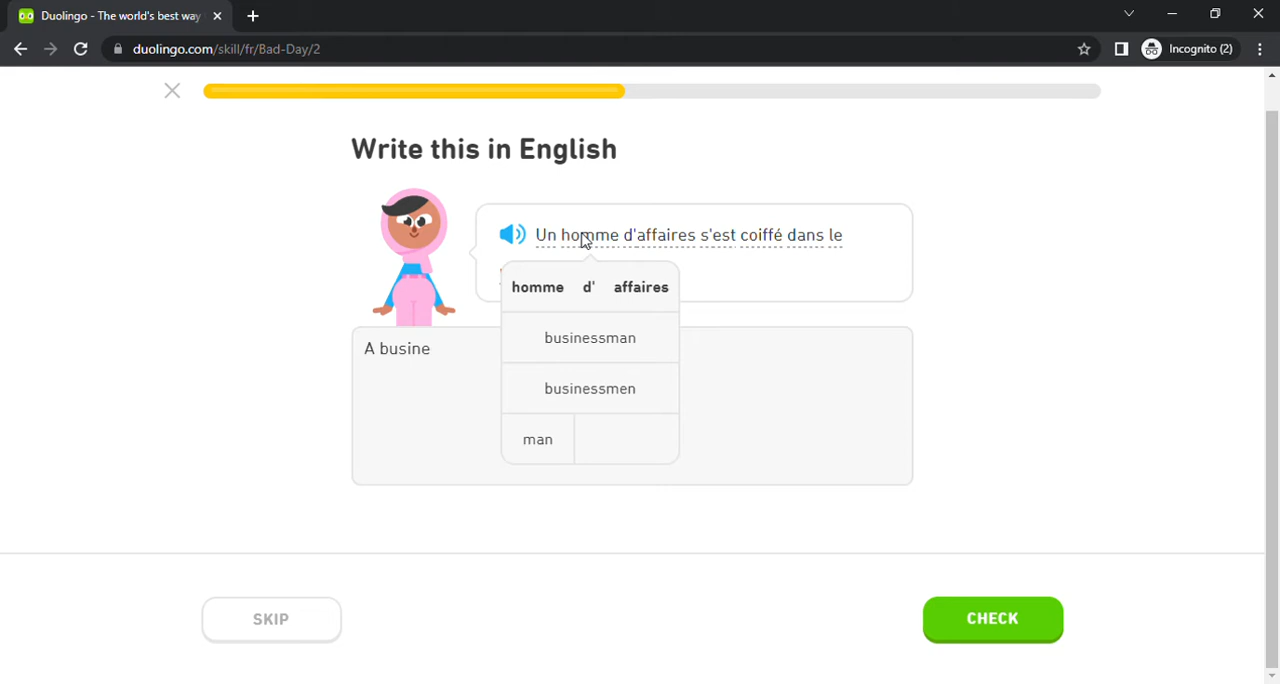 Duolingo - The world's best way
duolingo.com/skill/fr/Bad-Day/2
Incognito (2)
Write this in English
Un homme d'affaires s'est coiffé dans le
homme d' affaires
businessman
businessmen
man
A busine
SKIP
CHECK